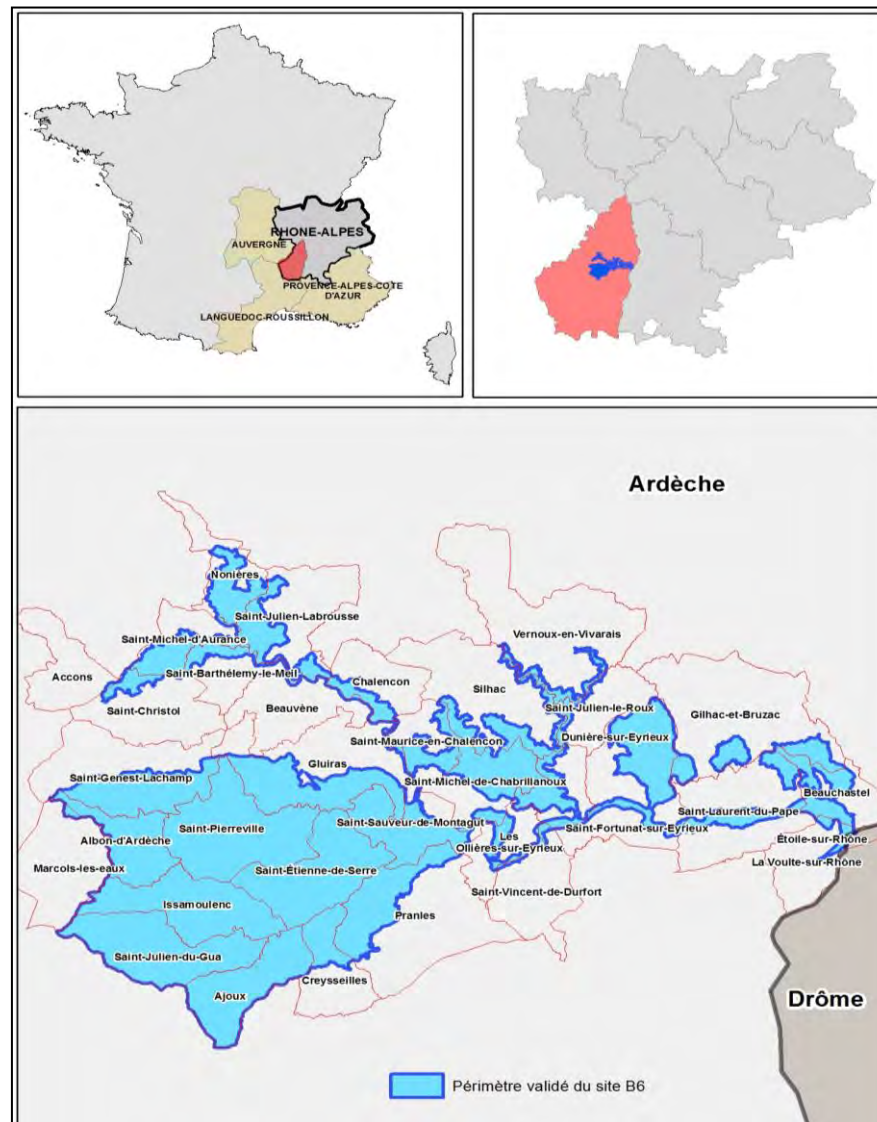 RHONE-ALPES
AUVERGNE
PROVENCE-ALPES-COTE
D'AZUR
LANGUEDOC-ROUSSILLON
Ardèche
Nonières
Saint-Julien-Labrousse
Saint-Michel-d'Aurance
Vernoux-en-Vivarais
Accons
Saint-Barthélemy-le-Meil
Chalencon
Silhac
Saint-Christol
Beauvène
Saint-Julien-le-Roux
Gilhac-et-Bruzac
Saint-Maurice-en-Chalencon
Dunière-sur-Eyrieux
Gluiras
Saint-Genest-Lachamp
Saint-Michel-de-Chabrillanoux
Beauchastel
Saint-Laurent-du-Pape
Saint-Pierreville
Saint-Sauveur-de-Montagut
Albon-d'Ardèche
Les
Ollières-sur-Eyrieux
Saint-Fortunat-sur-Eyrieux
Étoile-sur-Rhône
La Voulte-sur-Rhône
Marcols-les-eaux
Saint-Étienne-de-Serre
Saint-Vincent-de-Durfort
Issamoulenc
Pranles
Saint-Julien-du-Gua
Creysseilles
Ajoux
Drôme
Périmètre validé du site B6